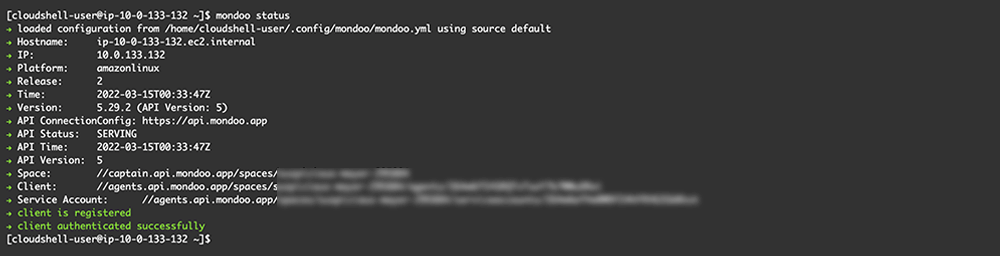 [cloudshell-user@ip-10-0-133-132 ~]$ mondoo status
→ loaded configuration from /home/cloudshell-user/.config/mondoo/mondoo.yml using source default
→ Hostname: ip-10-0-133-132.ec2.internal
→ IP: 10.0.133.132
→ Platform: amazonlinux
→ Release: 2
→ Time: 2022-03-15T00:33:47Z
→ Version: 5.29.2 (API Version: 5)
→ API ConnectionConfig: https://api.mondoo.app
→ API Status: SERVING
→ API Time: 2022-03-15T00:33:47Z
→ API Version: 5
→ Space: //captain.api.mondoo.app/spaces/
→ Client: //agents.api.mondoo.app/spaces/
→ Service Account: //agents.api.mondoo.app/
→ client is registered
→ client authenticated successfully
[cloudshell-user@ip-10-0-133-132 ~]$